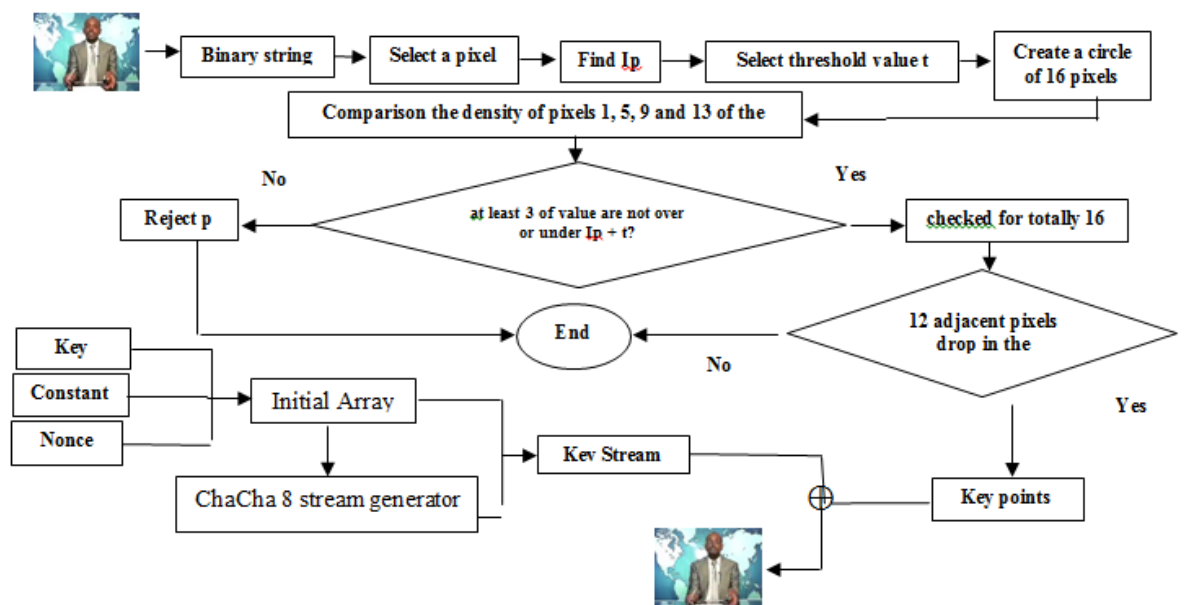 Binary string
Select a pixel
Find Ip
Select threshold value t
Create a circle
of 16 pixels
Comparison the density of pixels 1, 5, 9 and 13 of the
No
Yes
at least 3 of value are not over
or under Ip + t?
Reject p
checked for totally 16
End
12 adjacent pixels
drop in the
No
Yes
Key
Constant
Nonce
Initial Array
Kev Stream
ChaCha 8 stream generator
Key points